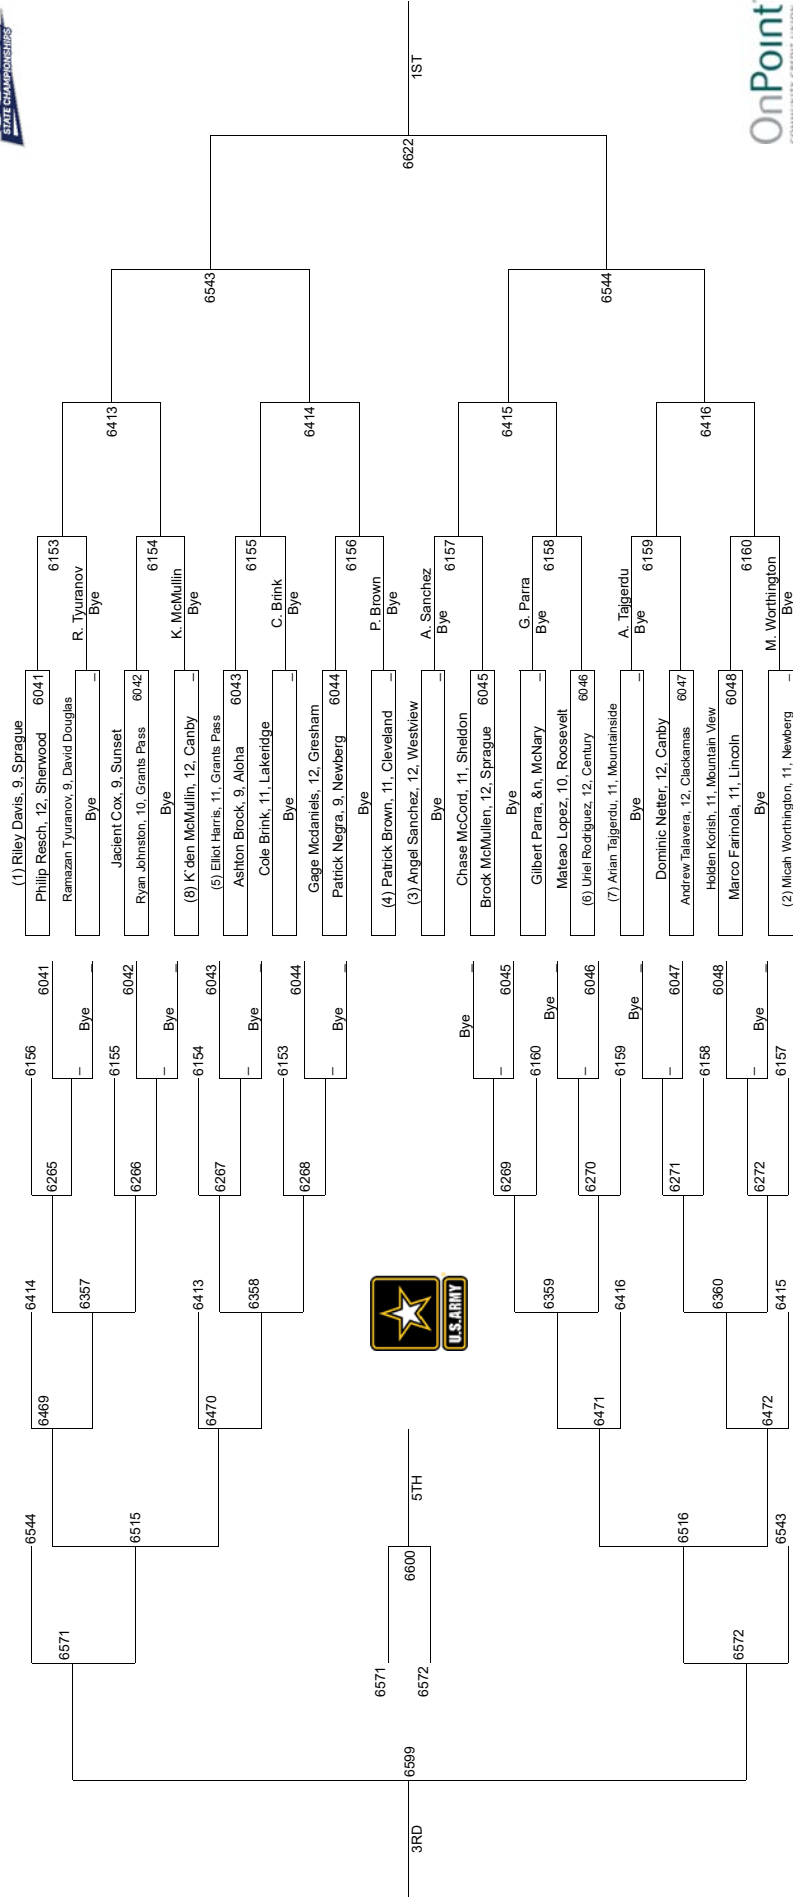 STATE CHAMPIONSHIPS
(1) Riley Davis, 9, Sprague
6041
Philip Resch, 12, Sherwood
Ramazan Tyuranov, 9, David Douglas
Bye
–
Jacient Cox, 9, Sunset
6042
Ryan Johnston, 10, Grants Pass
Bye
–
(8) K' den McMullin, 12, Canby
(5) Elliot Harris, 11, Grants Pass
6043
Ashton Brock, 9, Aloha
Cole Brink, 11, Lakeridge
Bye
–
Gage Mcdaniels, 12, Gresham
6044
Patrick Negra, 9, Newberg
Bye
–
(4) Patrick Brown, 11, Cleveland
(3) Angel Sanchez, 12, Westview
Bye
–
Chase McCord, 11, Sheldon
6045
Brock McMullen, 12, Sprague
Bye
–
Gilbert Parra, &n, McNary
Mateao Lopez, 10, Roosevelt
6046
(6) Uriel Rodriguez, 12, Century
(7) Arian Tajgerdu, 11, Mountainside
Bye
–
Dominic Netter, 12, Canby
6047
Andrew Talavera, 12, Clackamas
Holden Korish, 11, Mountain View
6048
Marco Farinola, 11, Lincoln
Bye
–
(2) Micah Worthington, 11, Newberg
6153
R. Tyuranov
Bye
6154
K. McMullin
Bye
6155
C. Brink
Bye
6156
P. Brown
Bye
A. Sanchez
Bye
6157
G. Parra
Bye
6158
A. Tajgerdu
Bye
6159
6160
M. Worthington
Bye
6413
6414
6415
6416
6543
6544
6622
1ST
OnPoint
COMMUNITY CREDIT UNION
6041
Bye
–
6042
Bye
–
6043
Bye
–
6044
Bye
–
Bye
–
6045
Bye
–
6046
Bye
–
6047
6048
Bye
–
6156
–
6155
–
6154
–
6153
–
–
6160
–
6159
–
6158
–
6157
6265
6266
6267
6268
6269
6270
6271
6272
6414
6357
6413
6358
6359
6416
6360
6415
U.S.ARMY
6469
6470
6471
6472
6544
6515
5TH
6600
6516
6543
6571
6571
6572
6572
6599
3RD